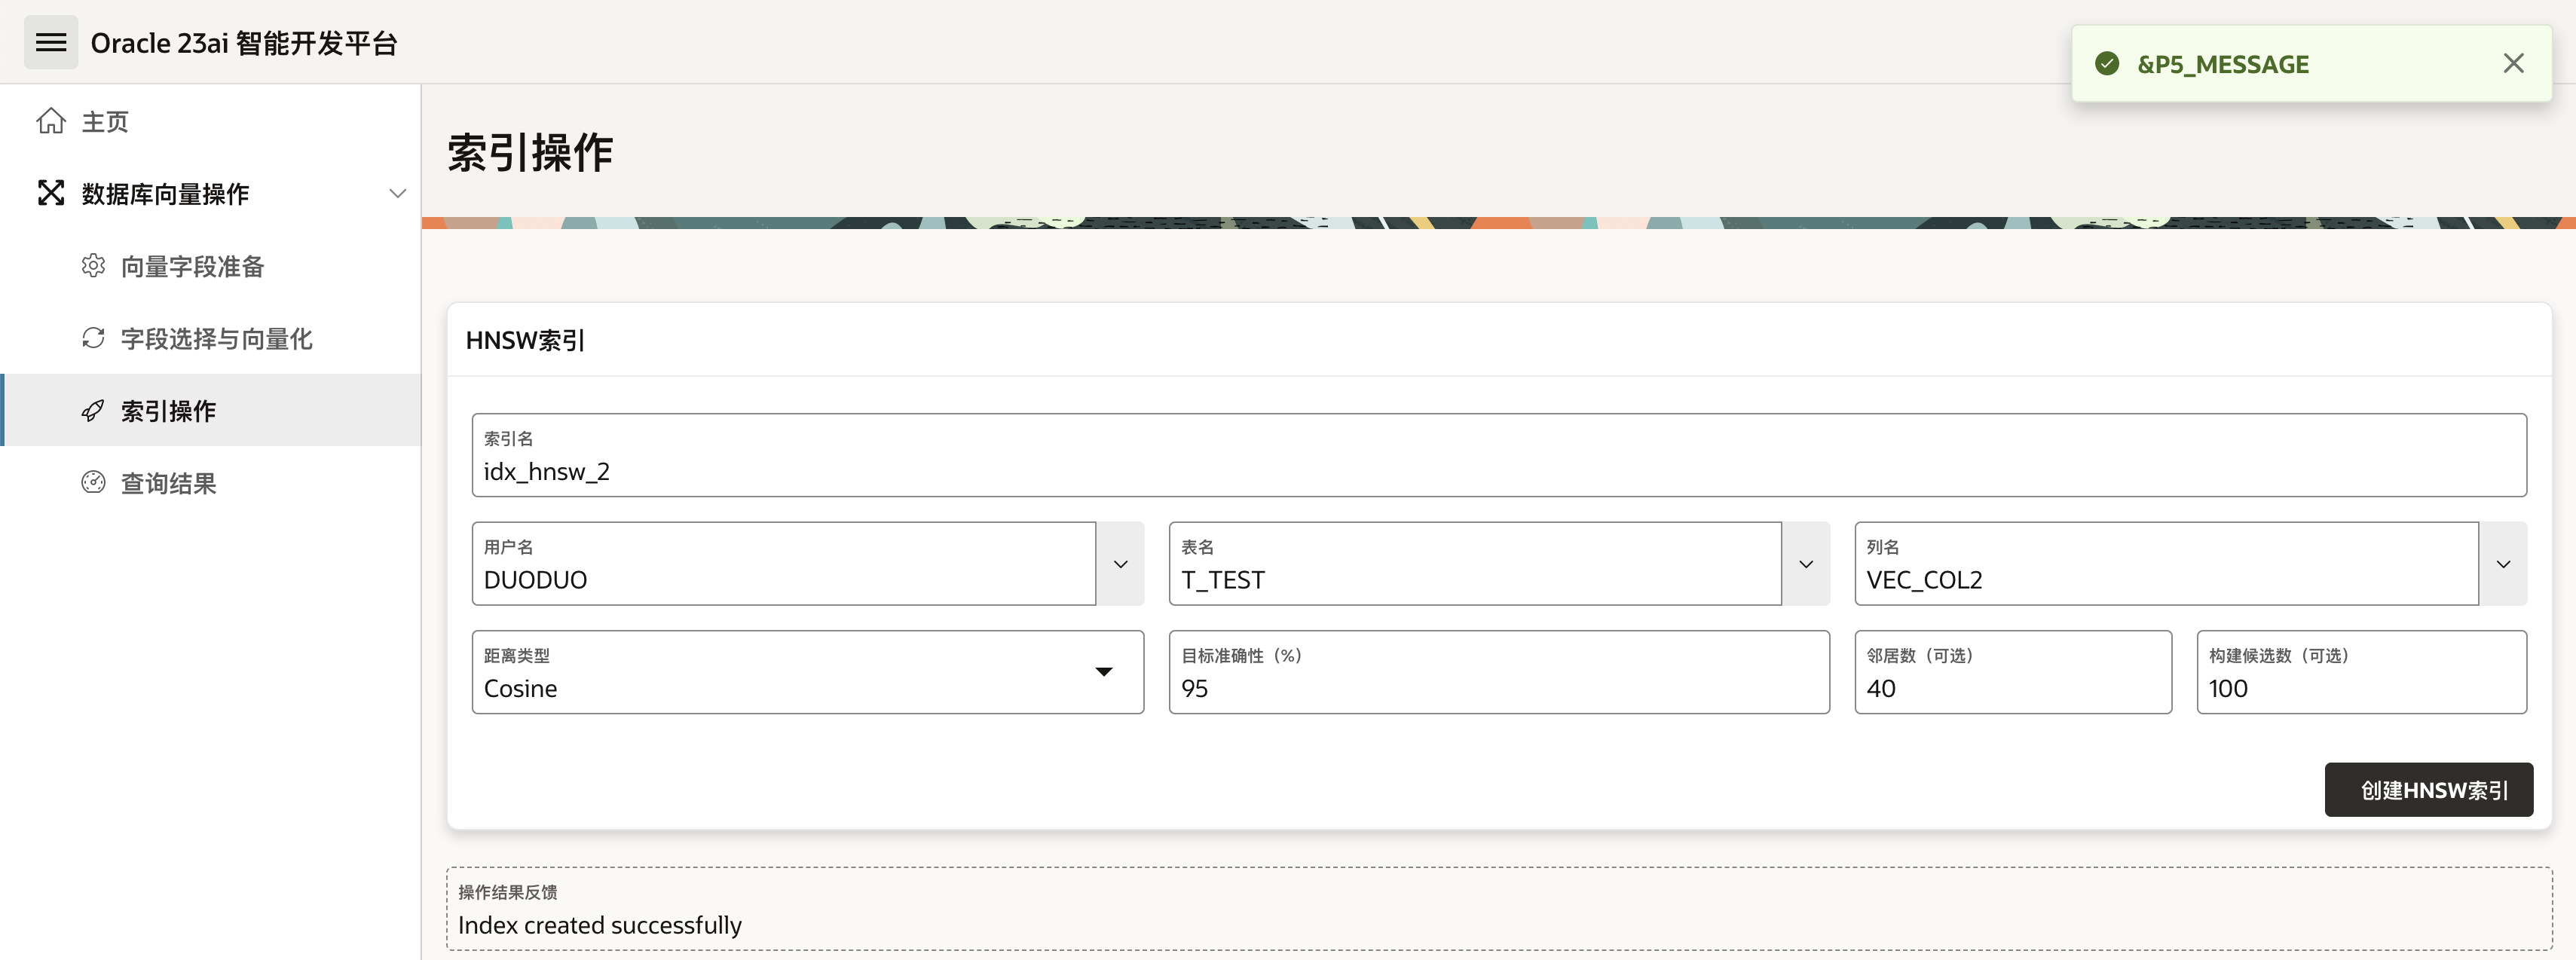 Oracle 23ai 智能开发平台
&P5_MESSAGE
主页
数据库向量操作
向量字段准备
字段选择与向量化
索引操作
查询结果
索引操作
HNSW索引
索引名
idx_hnsw_2
用户名
DUODUO
表名
T_TEST
列名
VEC_COL2
距离类型
Cosine
目标准确性（%）
95
邻居数（可选）
40
构建候选数（可选）
100
创建HNSW索引
操作结果反馈
Index created successfully